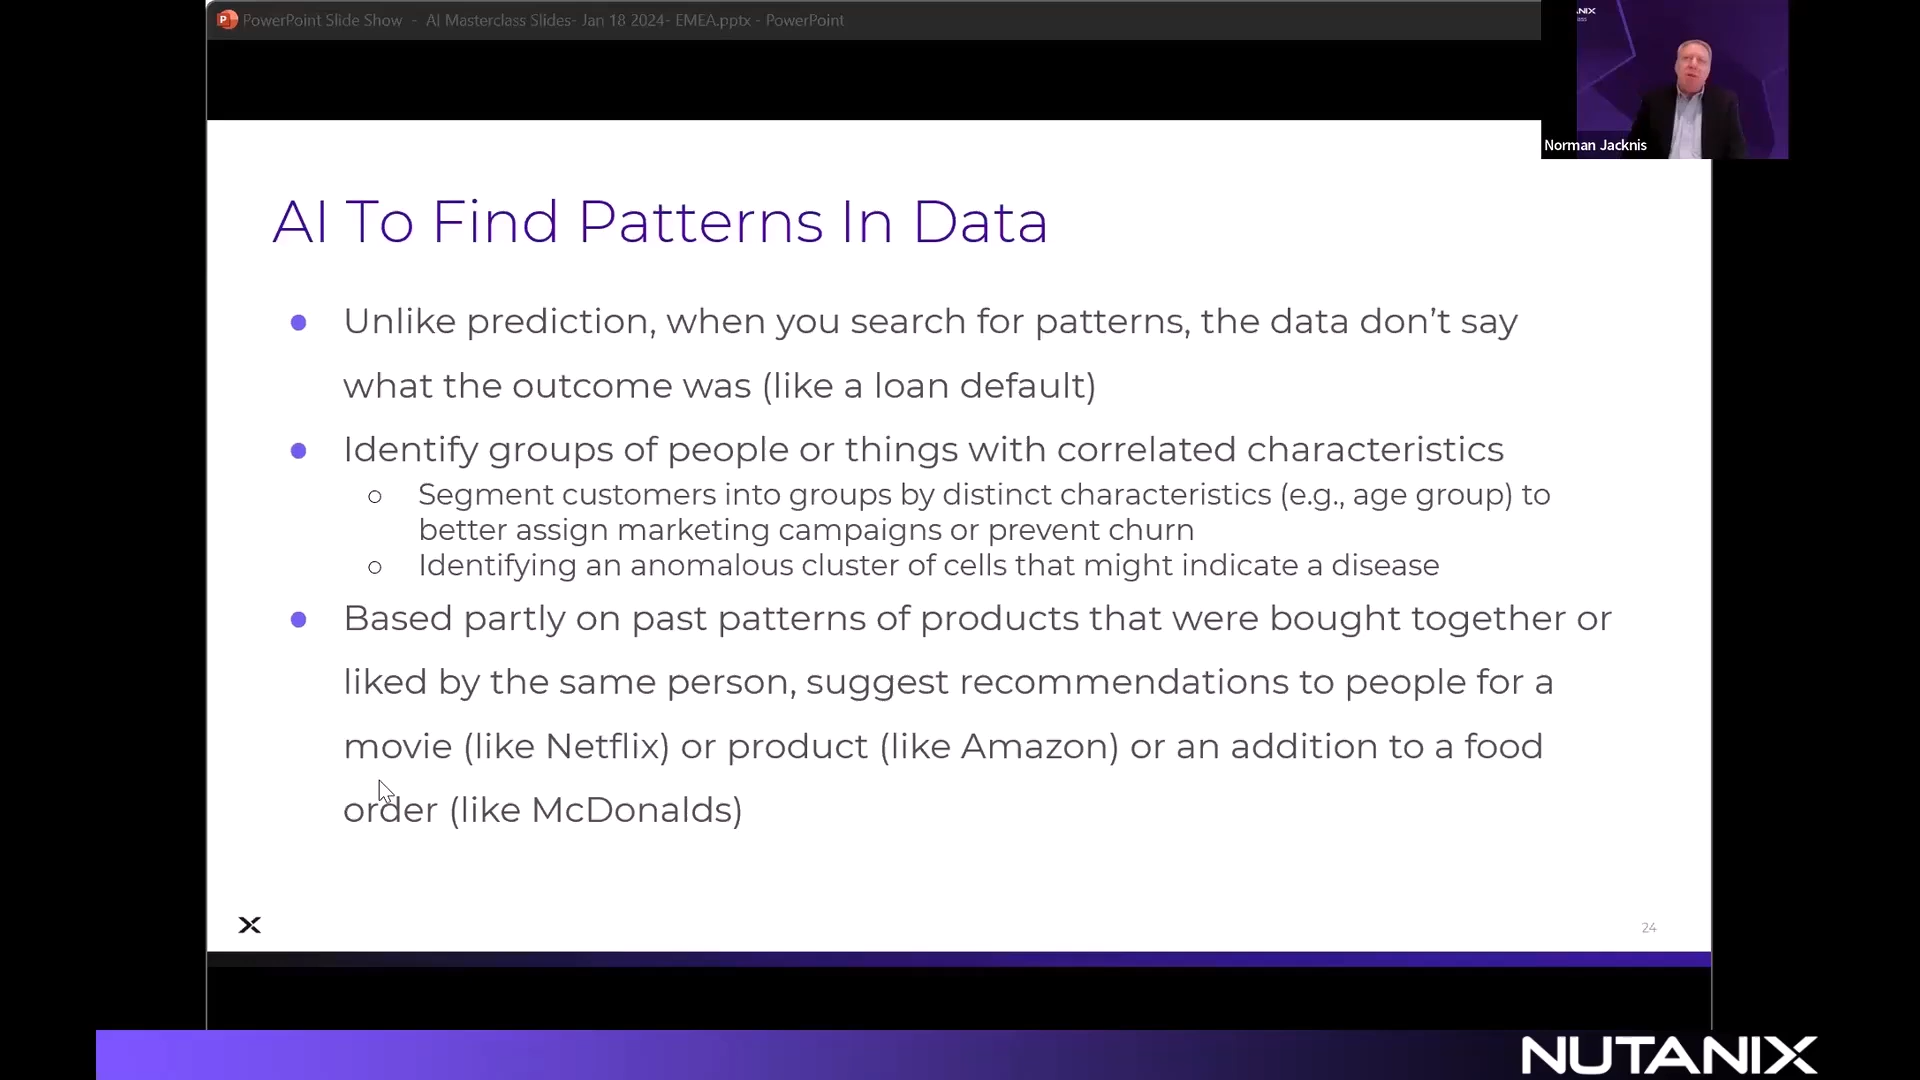 PowerPoint Slide Show - AI Masterclass Slides- Jan 18 2024- EMEA.pptx - PowerPoint
Norman Jacknis
AI To Find Patterns In Data
● Unlike prediction, when you search for patterns, the data don’t say
what the outcome was (like a loan default)
● Identify groups of people or things with correlated characteristics
○ Segment customers into groups by distinct characteristics (e.g., age group) to
better assign marketing campaigns or prevent churn
○ Identifying an anomalous cluster of cells that might indicate a disease
● Based partly on past patterns of products that were bought together or
liked by the same person, suggest recommendations to people for a
movie (like Netflix) or product (like Amazon) or an addition to a food
order (like McDonalds)
24
NUTANIX